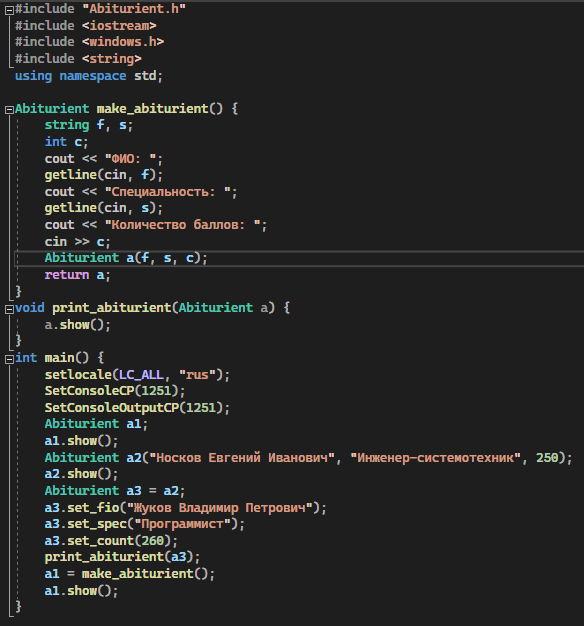 #include "Abiturient.h"
#include <iostream>
#include <windows.h>
#include <string>
using namespace std;
Abiturient make_abiturient() {
string f, s;
int c;
cout << "ФИО: ";
getline(cin, f);
cout << "Специальность: ";
getline(cin, s);
cout << "Количество баллов: ";
cin >> c;
Abiturient a(f, s, c);
return a;
}
void print_abiturient(Abiturient a) {
a.show();
}
int main() {
setlocale(LC_ALL, "rus");
SetConsoleCP(1251);
SetConsoleOutputCP(1251);
Abiturient a1;
a1.show();
Abiturient a2("Носков Евгений Иванович", "Инженер-системотехник", 250);
a2.show();
Abiturient a3 = a2;
a3.set_fio("Жуков Владимир Петрович");
a3.set_spec("Программист");
a3.set_count(260);
print_abiturient(a3);
a1 = make_abiturient();
a1.show();
}